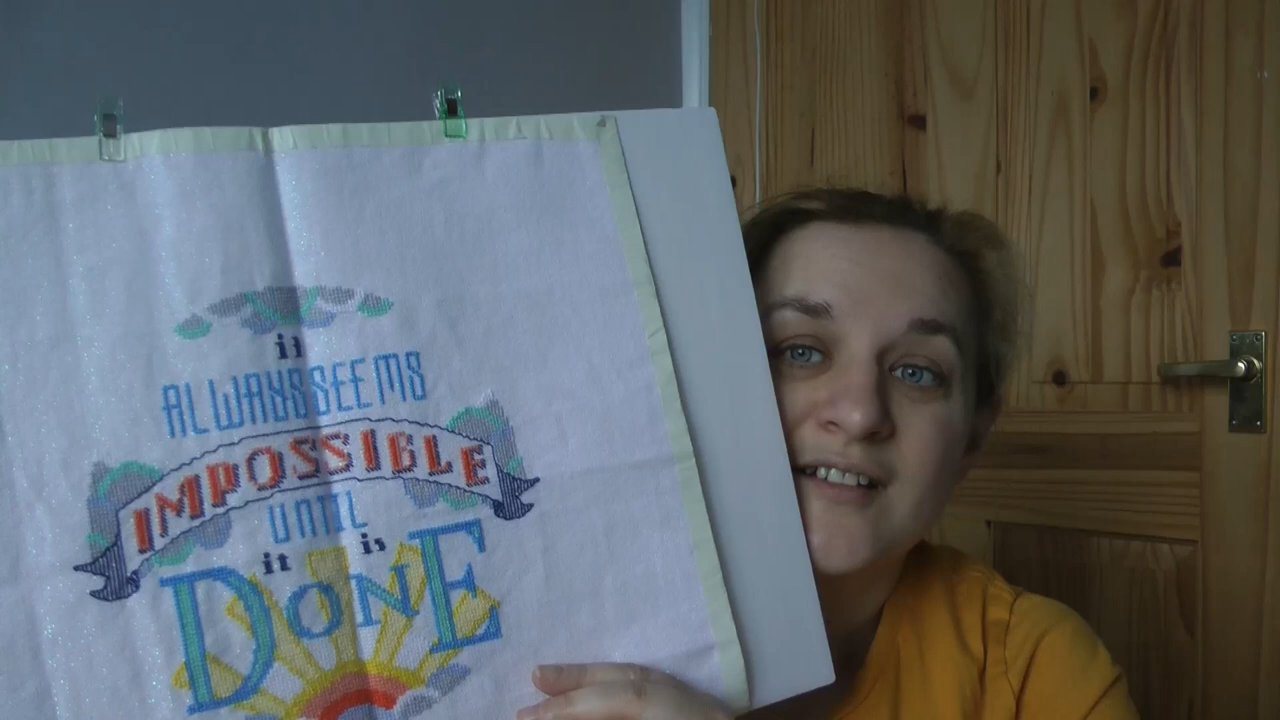 it
ALWAYS SEEMS
IMPOSSIBLE
UNTIL
it is
DONE